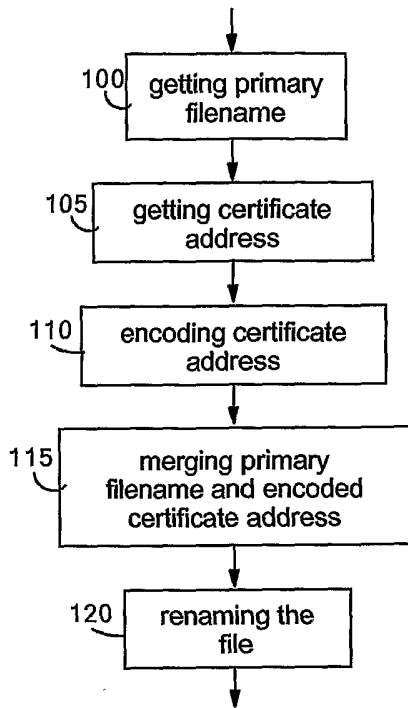 100
getting primary
filename
105
getting certificate
address
110
encoding certificate
address
115
merging primary
filename and encoded
certificate address
120
renaming the
file